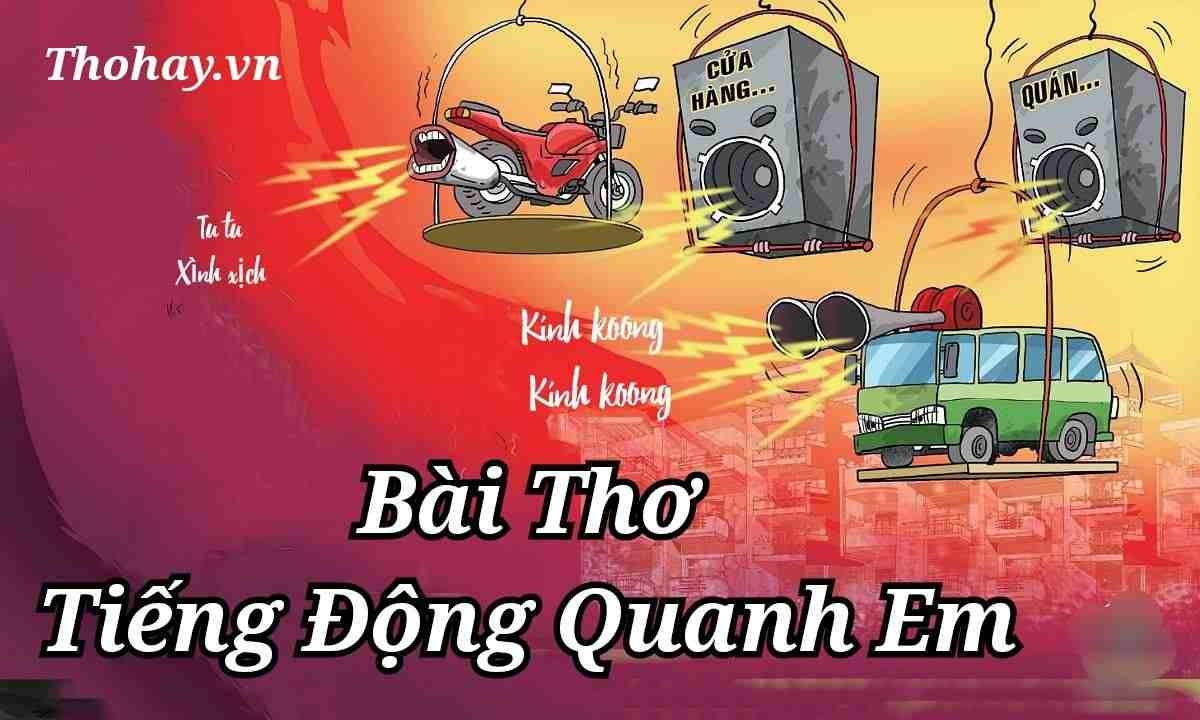 Thohay.vn
CỬA
HÀNG...
QUÁN...
Tu tu
Xình xịch
Kính koong
Kính koong
Bài Thơ
Tiếng Động Quanh Em